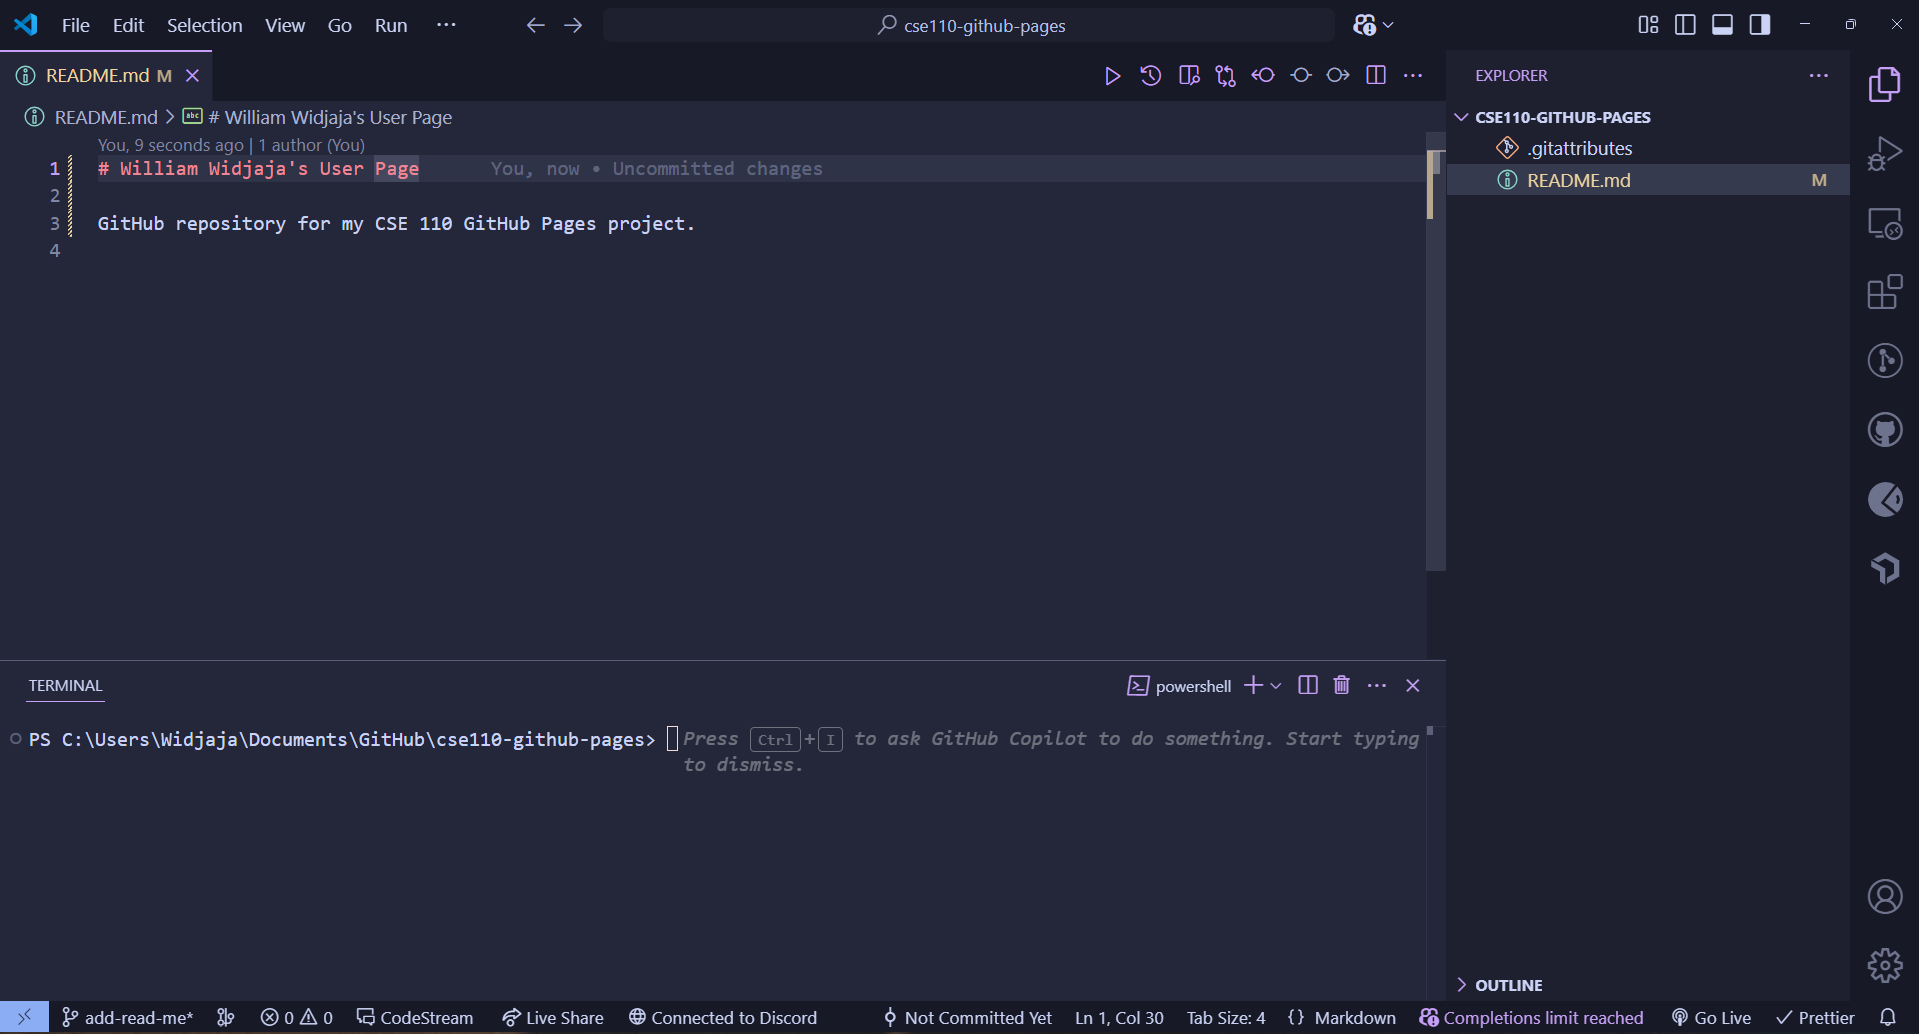 File Edit Selection View Go Run ··· cse110-github-pages
README.md M
README.md > # William Widjaja's User Page
You, 9 seconds ago | 1 author (You)
1 # William Widjaja's User Page You, now • Uncommitted changes
2
3 GitHub repository for my CSE 110 GitHub Pages project.
4
EXPLORER
CSE110-GITHUB-PAGES
.gitattributes
README.md M
OUTLINE
TERMINAL
powershell
PS C:\Users\Widjaja\Documents\GitHub\cse110-github-pages> Press Ctrl+I to ask GitHub Copilot to do something. Start typing
to dismiss.
add-read-me* 0 0 CodeStream Live Share Connected to Discord Not Committed Yet Ln 1, Col 30 Tab Size: 4 {} Markdown Completions limit reached Go Live Prettier